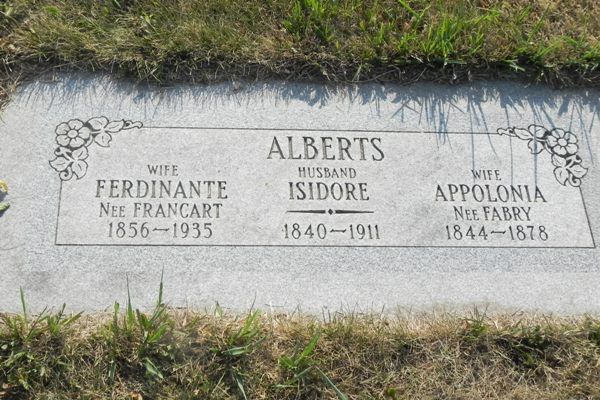 ALBERTS
WIFE
FERDINANTE
NEE FRANCART
1856-1935
HUSBAND
ISIDORE
1840-1911
WIFE
APPOLONIA
NEE FABRY
1844-1878